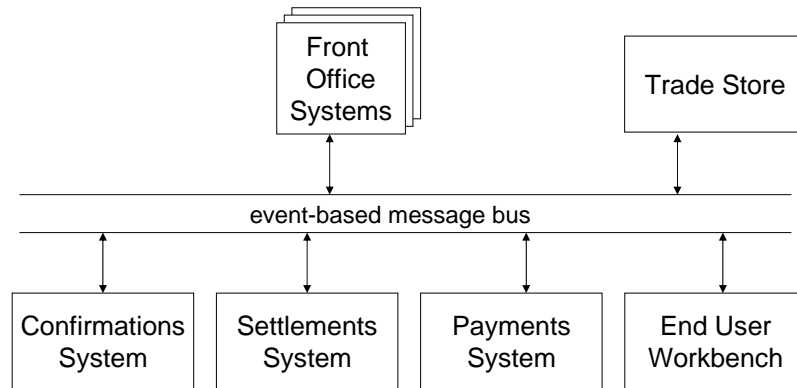 Front
Office
Systems
Trade Store
event-based message bus
Confirmations
System
Settlements
System
Payments
System
End User
Workbench